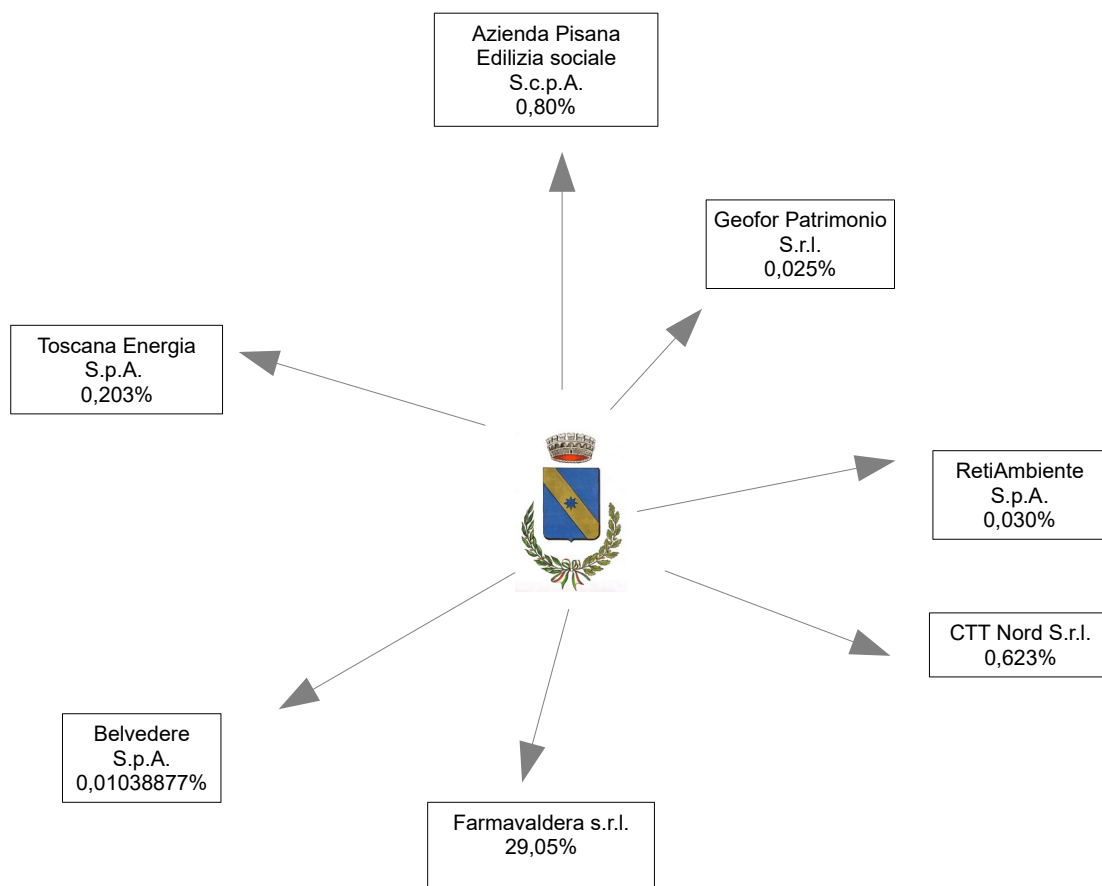 Azienda Pisana
Edilizia sociale
S.c.p.A.
0,80%
Geofor Patrimonio
S.r.l.
0,025%
Toscana Energia
S.p.A.
0,203%
RetiAmbiente
S.p.A.
0,030%
CTT Nord S.r.l.
0,623%
Belvedere
S.p.A.
0,01038877%
Farmavaldera s.r.l.
29,05%